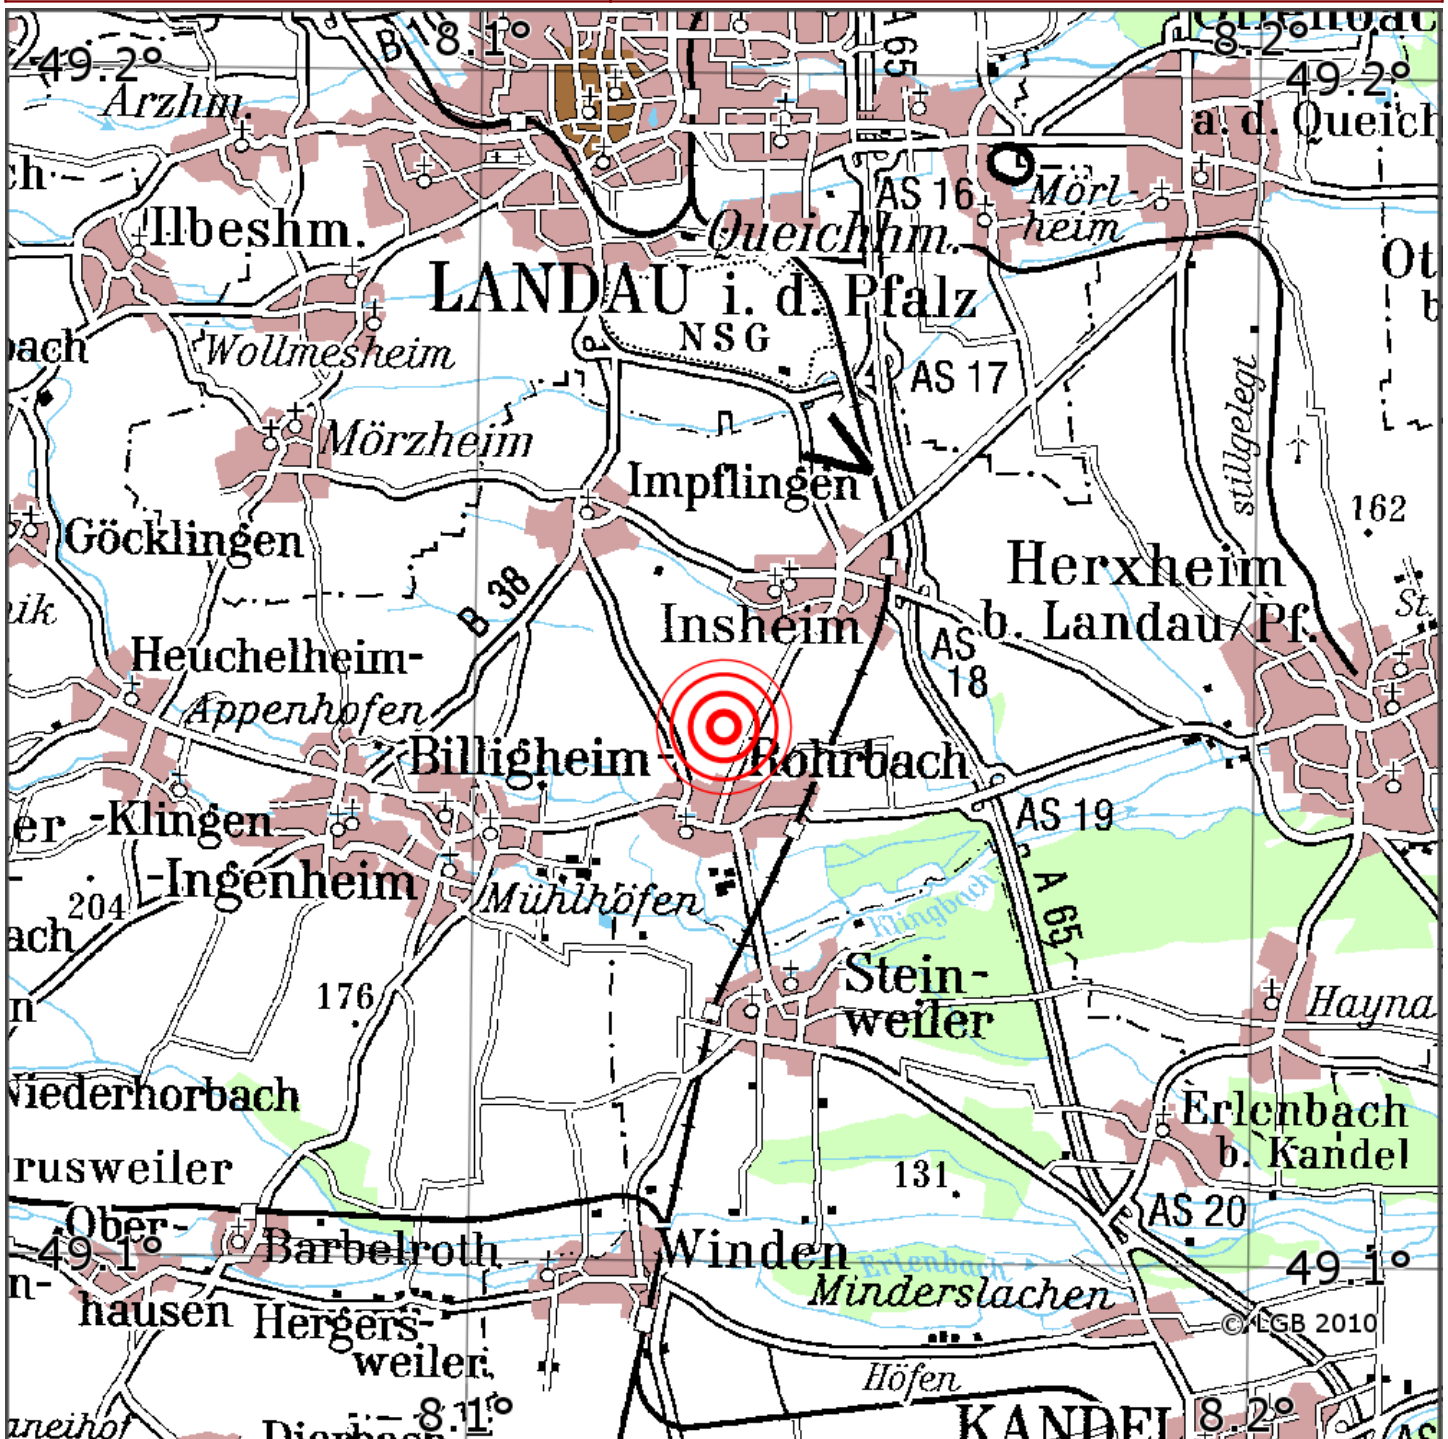 8.1°
8.2°
49.2°
A 65
49.2°
Arzhm.
a. d. Queich
AS 16
Mörl-
heim
Ilbeshm.
Queichhm.
LANDAU i. d. Pfalz
NSG
Wollmesheim
AS 17
Mörzheim
stillgelegt
Impflingen
162
Göcklingen
Herxheim
b. Landau/Pf.
B 38
St.
Insheim
AS
18
Heuchelheim-
Appenhofen
Billigheim-
Rohrbach
-Klingen
AS 19
-Ingenheim
Mühlhöfen
Klingbach
A 65
204
Stein-
weiler
176
Hayna
Niederhorbach
Erlenbach
b. Kandel
131
AS 20
Ober-
hausen
49.1°
Barbelroth
Winden
Erlenbach
49.1°
Minderslachen
Hergers-
weiler
© LGB 2010
Höfen
8.1°
KANDEL
8.2°